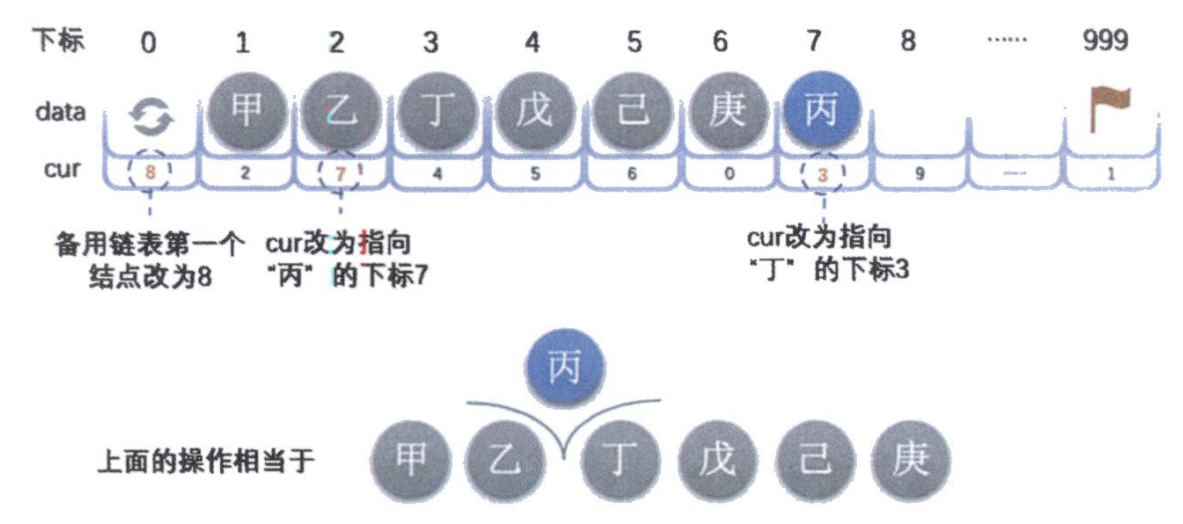 下标 0 1 2 3 4 5 6 7 8 …… 999
data 甲 乙 丁 戊 己 庚 丙
cur 8 2 7 4 5 6 0 3 9 …… 1
备用链表第一个
结点改为8
cur改为指向
“丙”的下标7
cur改为指向
“丁”的下标3
丙
上面的操作相当于 甲 乙 丁 戊 己 庚